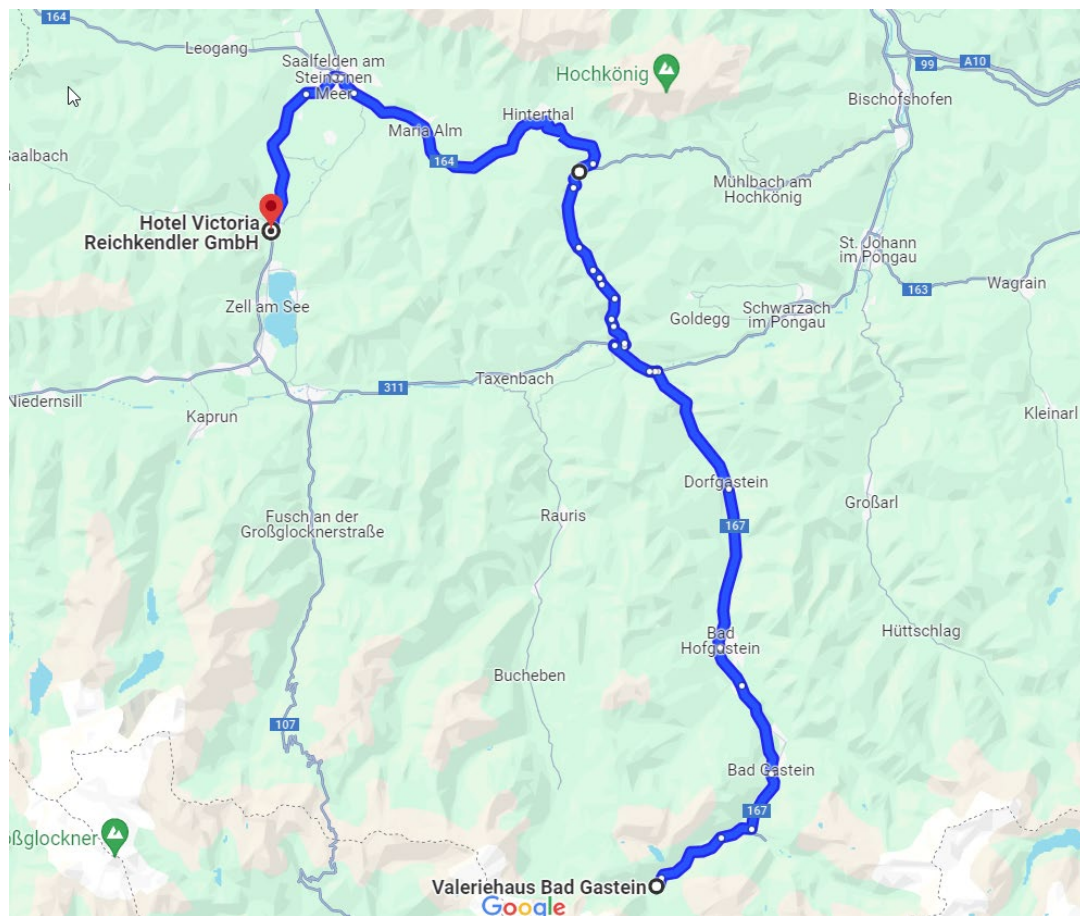 164
Leogang
Saalfelden am
Steinernen
Meer
Hochkönig
99
A10
Bischofshofen
Hinterthal
Maria Alm
164
Saalbach
Mühlbach am
Hochkönig
Hotel Victoria
Reichkendler GmbH
St. Johann
im Pongau
163
Wagrain
Zell am See
Goldegg
Schwarzach
im Pongau
311
Taxenbach
Niedernsill
Kaprun
Kleinarl
Dorfgastein
Großarl
167
Rauris
Fusch an der
Großglocknerstraße
Bad
Hofgastein
Hüttschlag
Bucheben
107
Bad Gastein
167
oßglockner
Valeriehaus Bad Gastein
Google